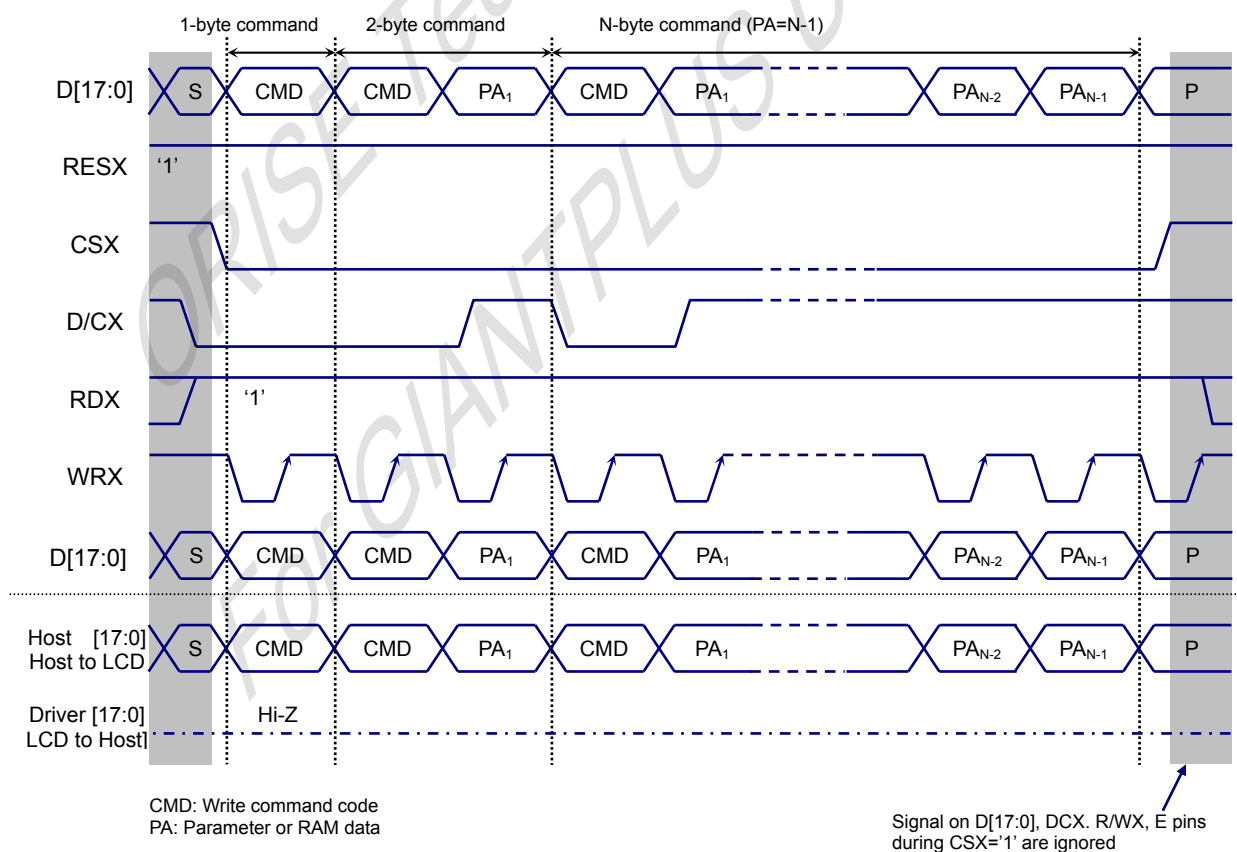 1-byte command 2-byte command N-byte command (PA=N-1)
D[17:0] S CMD CMD PA1 CMD PA1 PAN-2 PAN-1 P
RESX '1'
CSX
D/CX
RDX '1'
WRX
D[17:0] S CMD CMD PA1 CMD PA1 PAN-2 PAN-1 P
Host [17:0]
Host to LCD S CMD CMD PA1 CMD PA1 PAN-2 PAN-1 P
Driver [17:0] Hi-Z
LCD to Host]
CMD: Write command code
PA: Parameter or RAM data
Signal on D[17:0], DCX. R/WX, E pins
during CSX='1' are ignored
ORISE
For GIANTPLUS